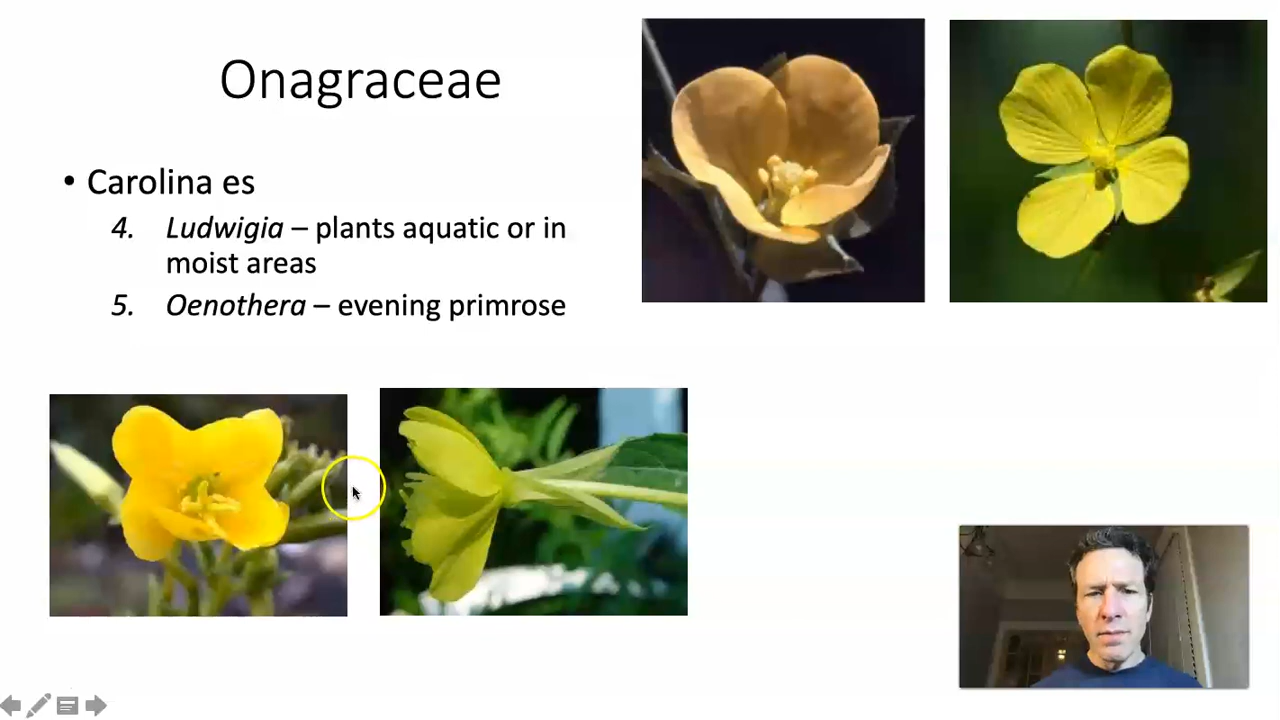 Onagraceae
• Carolina es
4. Ludwigia – plants aquatic or in
moist areas
5. Oenothera – evening primrose